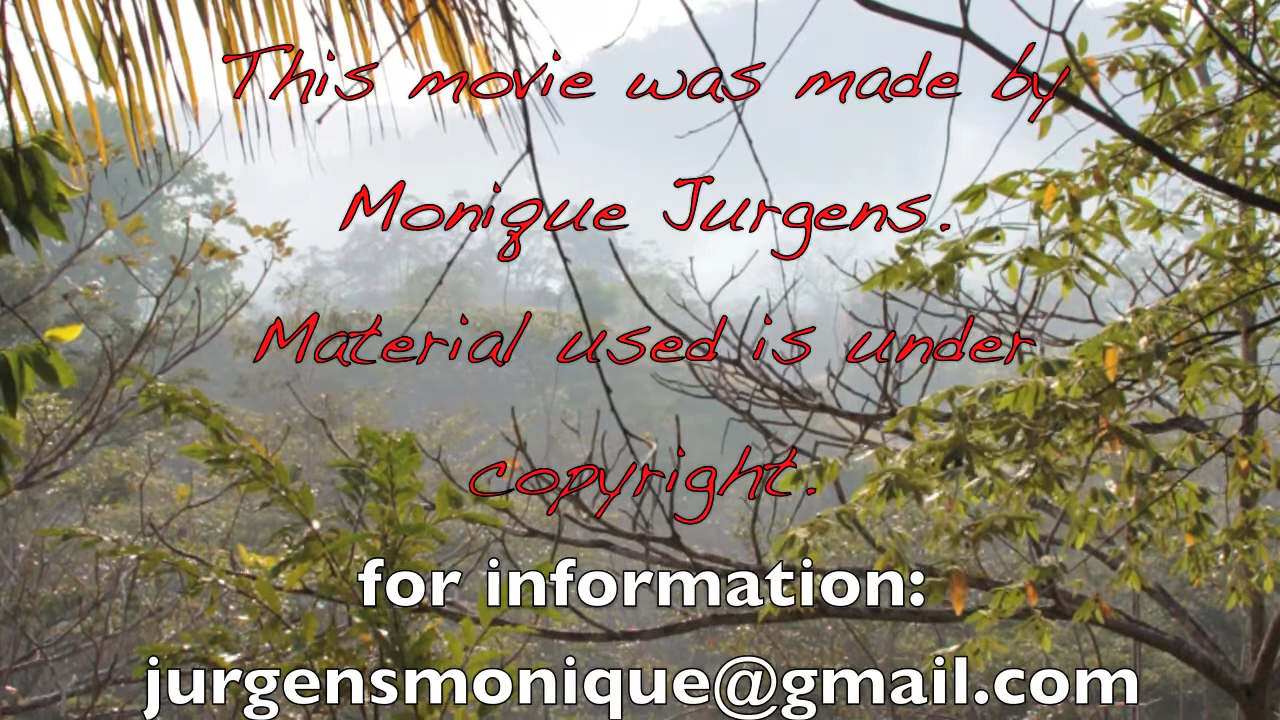 This movie was made by
Monique Jurgens.
Material used is under
copyright.
for information:
jurgensmonique@gmail.com